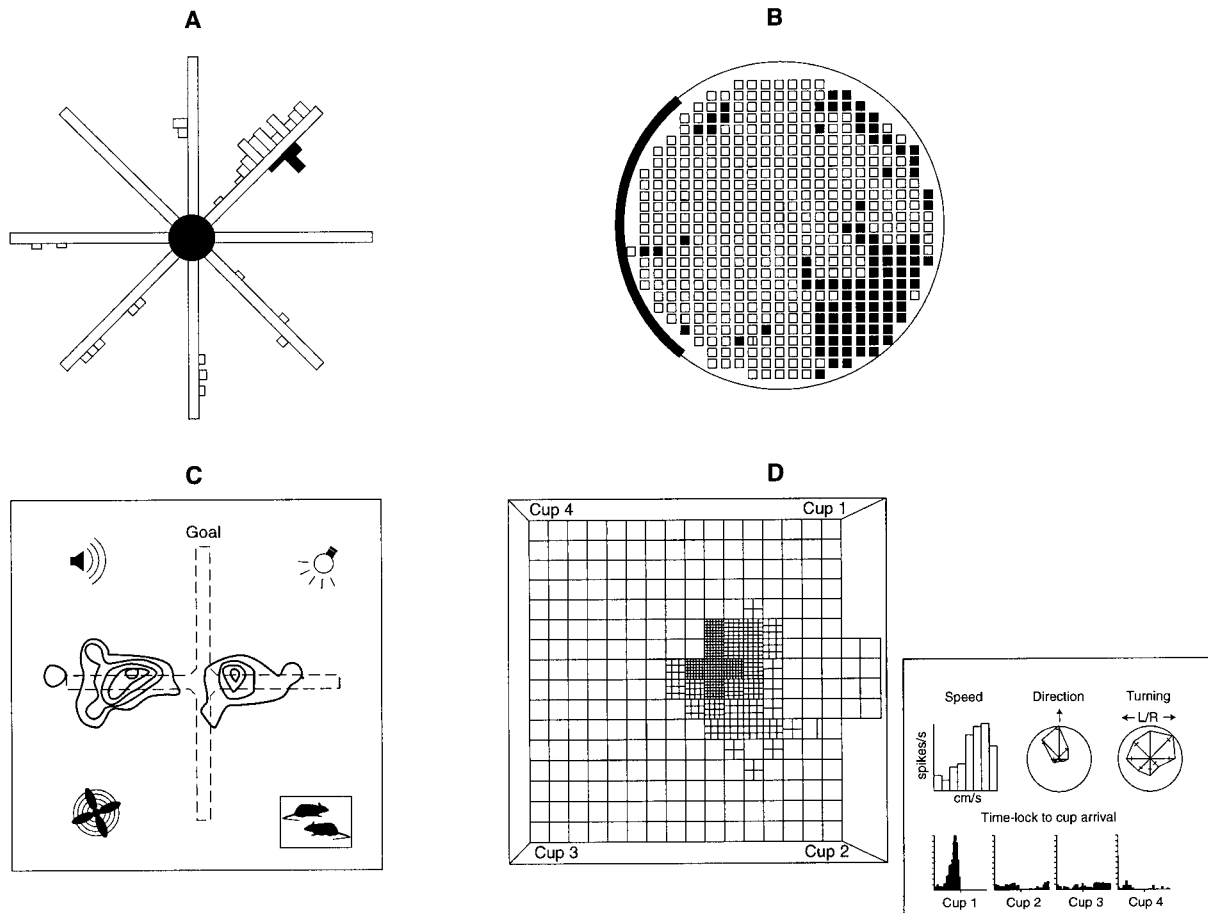 A
B
C
Goal
D
Cup 4
Cup 1
Cup 3
Cup 2
Speed
Direction
Turning
← L/R →
spikes/s
cm/s
Time-lock to cup arrival
Cup 1
Cup 2
Cup 3
Cup 4